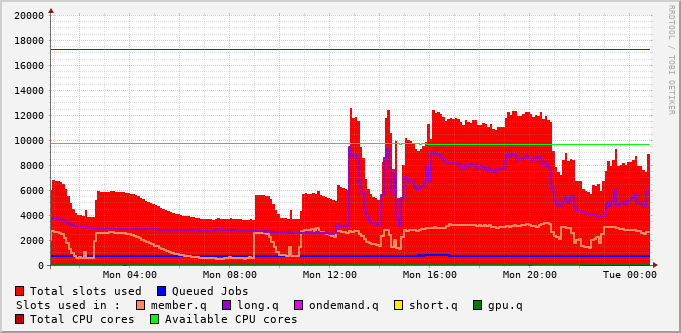 20000
18000
16000
14000
12000
10000
8000
6000
4000
2000
0
Mon 04:00 Mon 08:00 Mon 12:00 Mon 16:00 Mon 20:00 Tue 00:00
RRDTOOL / TOBI OETIKER
Total slots used Queued Jobs
Slots used in : member.q long.q ondemand.q short.q gpu.q
Total CPU cores Available CPU cores